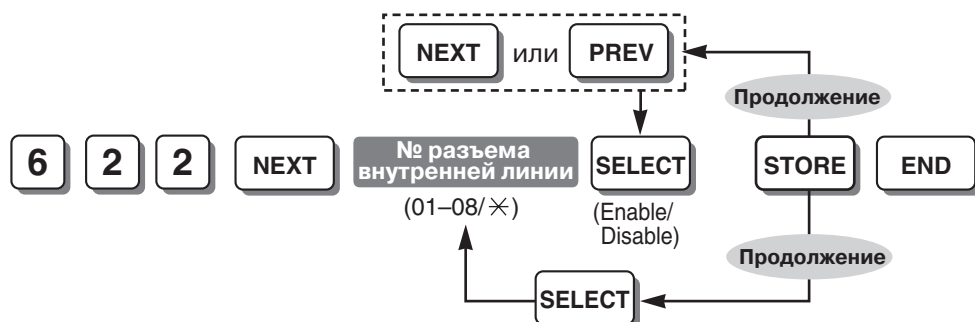 NEXT или PREV
Продолжение
6 2 2 NEXT № разъема внутренней линии SELECT STORE END
(01–08/✳)
(Enable/
Disable)
Продолжение
SELECT